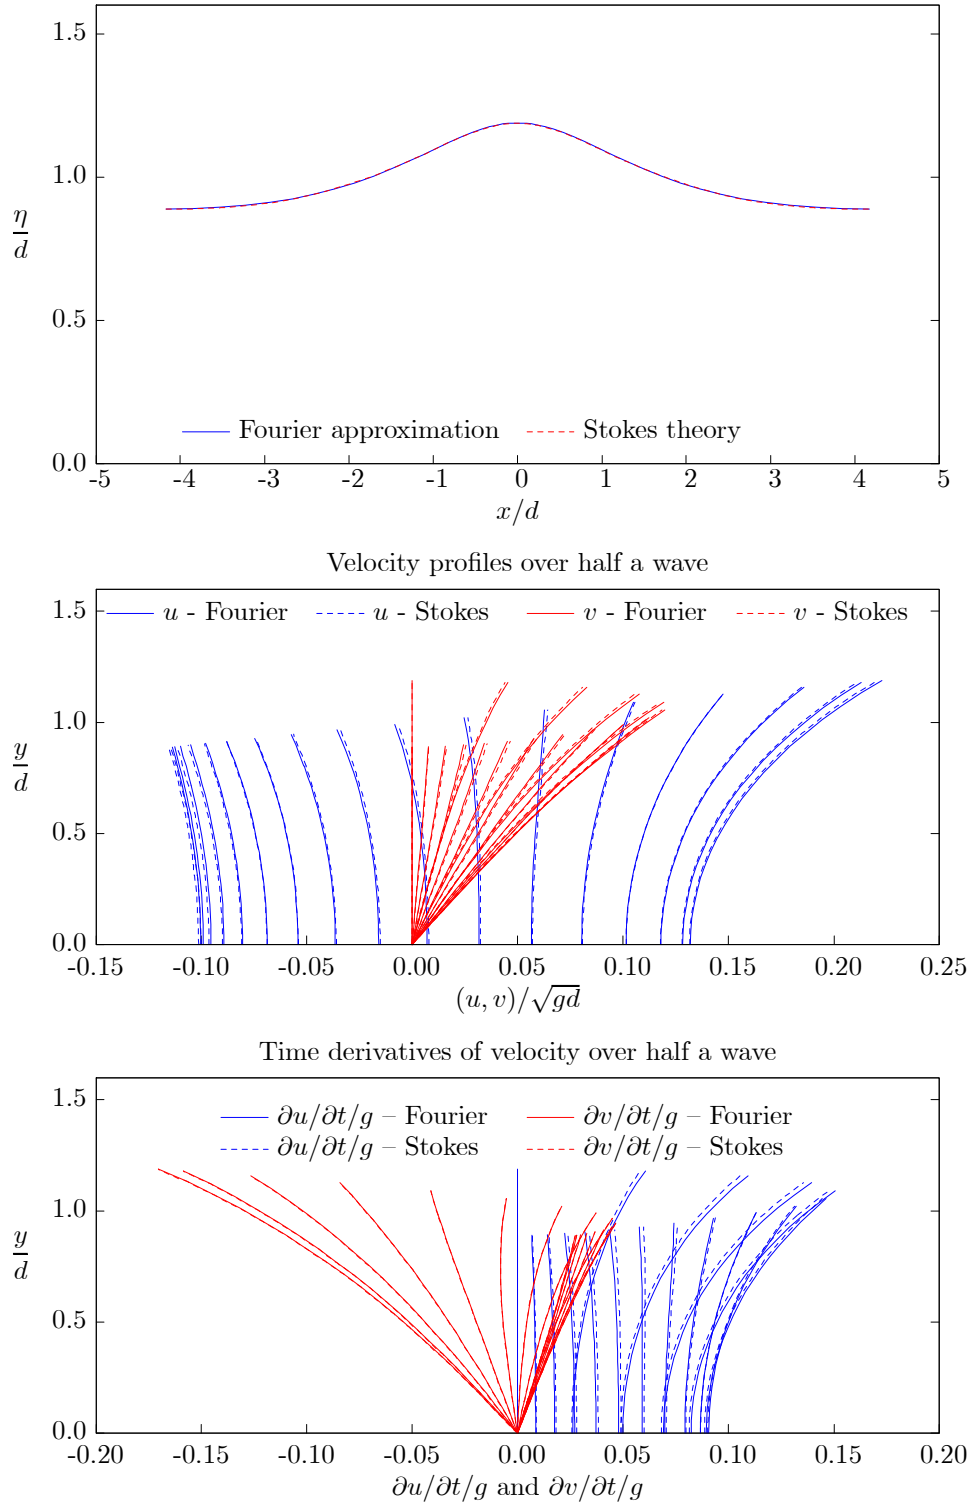 1.5
1.0
η
d
0.5
Fourier approximation Stokes theory
0.0
-5 -4 -3 -2 -1 0 1 2 3 4 5
x/d
Velocity profiles over half a wave
1.5
u - Fourier u - Stokes v - Fourier v - Stokes
1.0
y
d
0.5
0.0
-0.15 -0.10 -0.05 0.00 0.05 0.10 0.15 0.20 0.25
(u, v)/√gd
Time derivatives of velocity over half a wave
1.5
∂u/∂t/g – Fourier ∂v/∂t/g – Fourier
∂u/∂t/g – Stokes ∂v/∂t/g – Stokes
1.0
y
d
0.5
0.0
-0.20 -0.15 -0.10 -0.05 0.00 0.05 0.10 0.15 0.20
∂u/∂t/g and ∂v/∂t/g